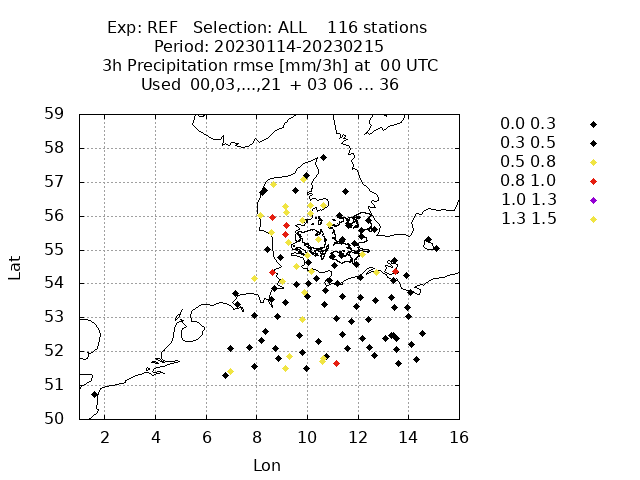 Exp: REF Selection: ALL 116 stations
Period: 20230114-20230215
3h Precipitation rmse [mm/3h] at 00 UTC
Used 00,03,...,21 + 03 06 ... 36
0.0 0.3
0.3 0.5
0.5 0.8
0.8 1.0
1.0 1.3
1.3 1.5
59
58
57
56
55
54
53
52
51
50
Lat
2 4 6 8 10 12 14 16
Lon